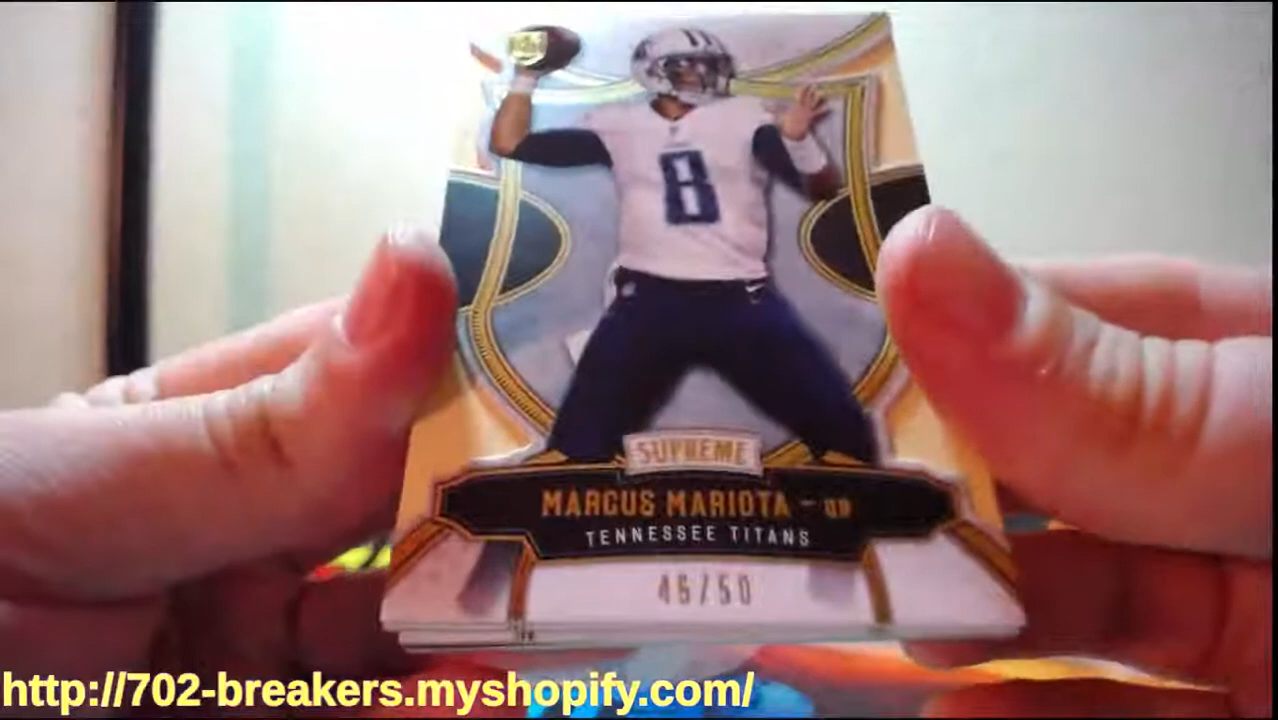 8
SUPREME
MARCUS MARIOTA - QB
TENNESSEE TITANS
46/50
http://702-breakers.myshopify.com/